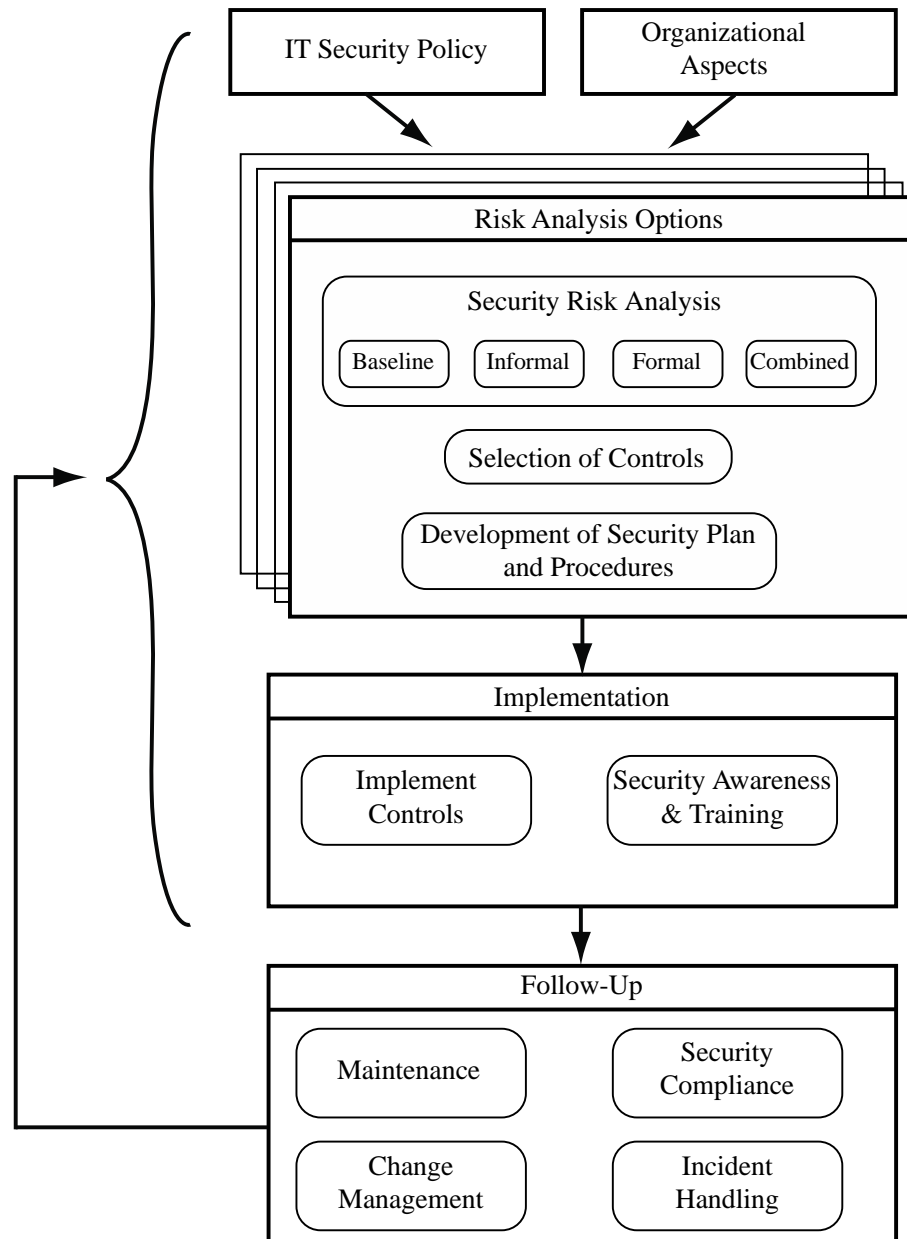 IT Security Policy
Organizational
Aspects
Risk Analysis Options
Security Risk Analysis
Baseline
Informal
Formal
Combined
Selection of Controls
Development of Security Plan
and Procedures
Implementation
Implement
Controls
Security Awareness
& Training
Follow-Up
Maintenance
Security
Compliance
Change
Management
Incident
Handling